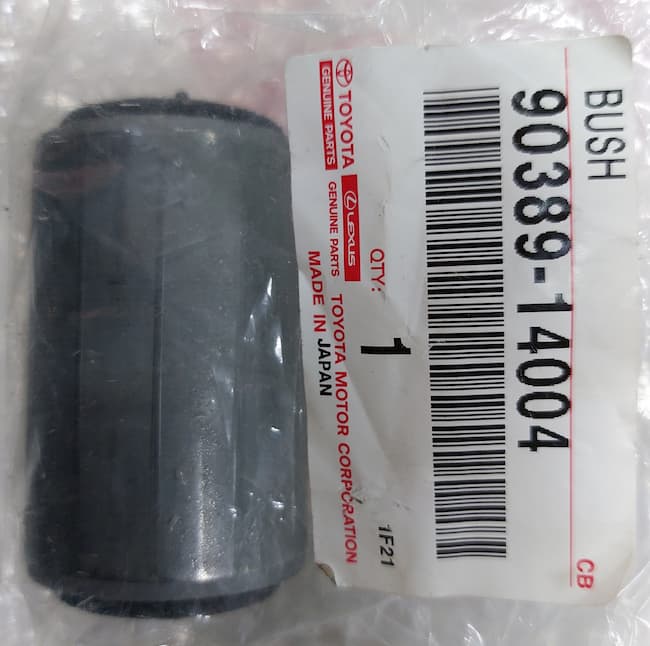 BUSH
90389-14004
QTY:
1
TOYOTA
GENUINE PARTS
LEXUS
GENUINE PARTS
TOYOTA MOTOR CORPORATION
MADE IN JAPAN
1F21
CB